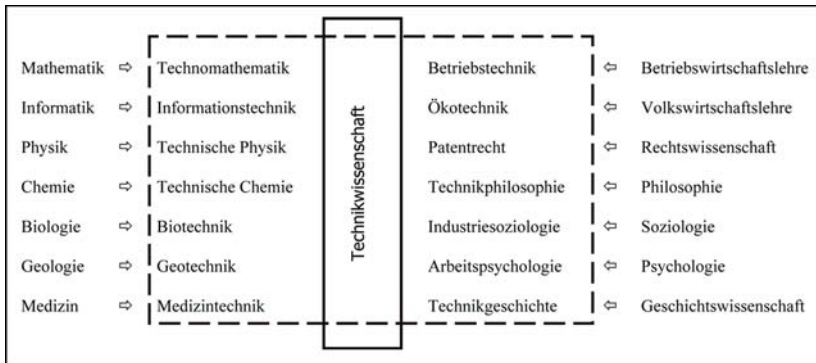 Mathematik ⇨ Technomathematik Betriebstechnik ⇦ Betriebswirtschaftslehre
Informatik ⇨ Informationstechnik Ökotechnik ⇦ Volkswirtschaftslehre
Physik ⇨ Technische Physik Patentrecht ⇦ Rechtswissenschaft
Chemie ⇨ Technische Chemie Technikphilosophie ⇦ Philosophie
Biologie ⇨ Biotechnik Industriesoziologie ⇦ Soziologie
Geologie ⇨ Geotechnik Arbeitspsychologie ⇦ Psychologie
Medizin ⇨ Medizintechnik Technikgeschichte ⇦ Geschichtswissenschaft
Technikwissenschaft